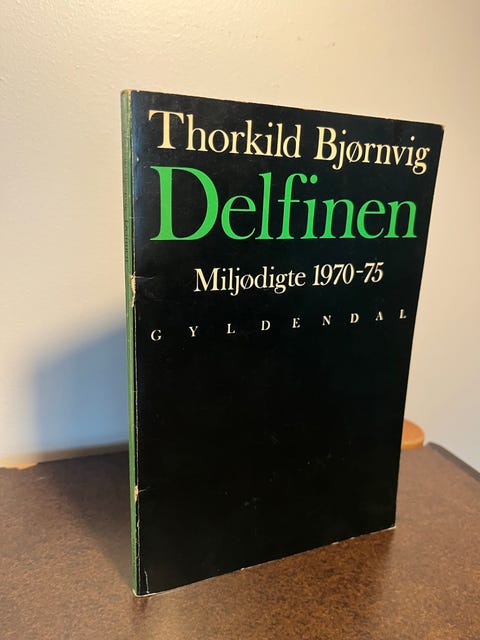 Thorkild Bjørnvig
Delfinen
Miljødigte 1970-75
GYLDENDAL